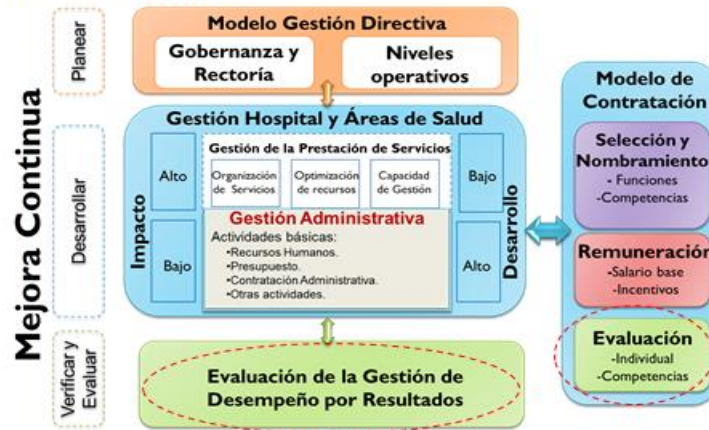 Mejora Continua
Planear
Desarrollar
Verificar y
Evaluar
Modelo Gestión Directiva
Gobernanza y
Rectoría
Niveles
operativos
Gestión Hospital y Áreas de Salud
Impacto
Alto
Bajo
Gestión de la Prestación de Servicios
Organización
de Servicios
Optimización
de recursos
Capacidad
de Gestión
Gestión Administrativa
Actividades básicas:
•Recursos Humanos.
•Presupuesto.
•Contratación Administrativa.
•Otras actividades.
Bajo
Alto
Desarrollo
Evaluación de la Gestión de
Desempeño por Resultados
Modelo de
Contratación
Selección y
Nombramiento
- Funciones
-Competencias
Remuneración
-Salario base
-Incentivos
Evaluación
-Individual
-Competencias